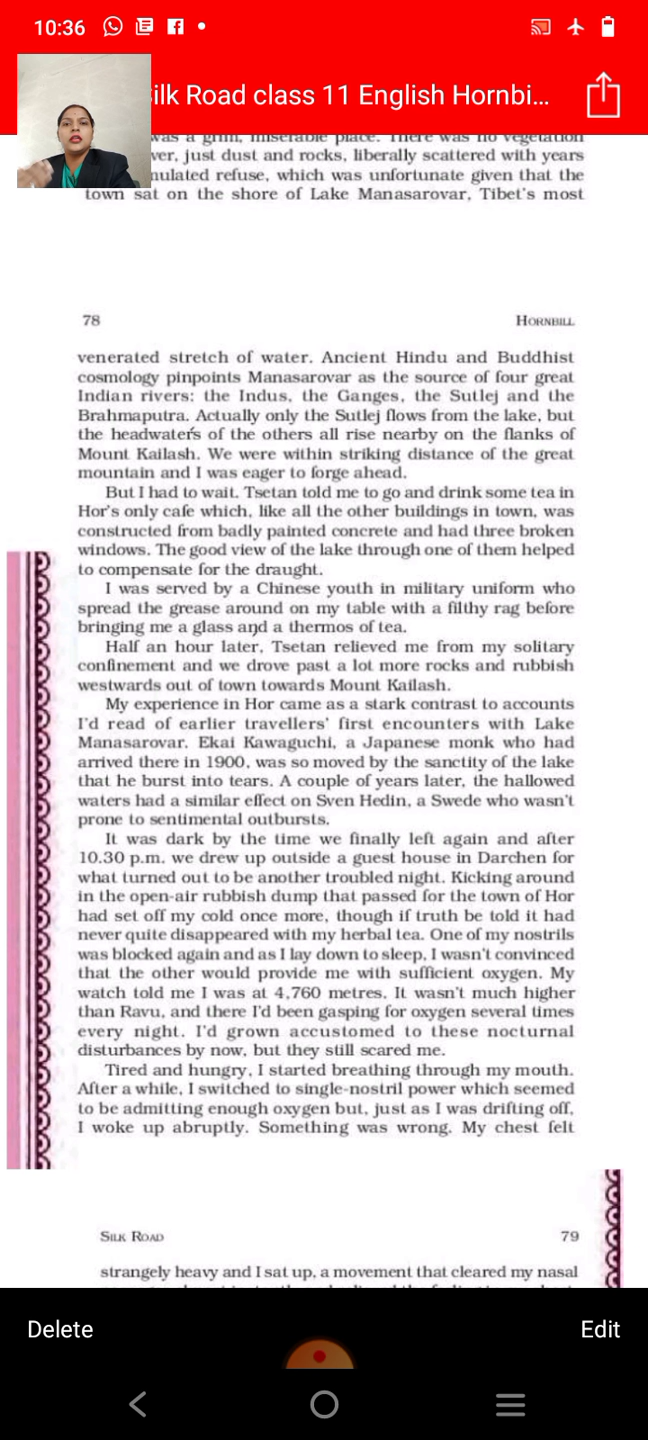 10:36
Silk Road class 11 English Hornbi...
was a grim, miserable place. There was no vegetation
just dust and rocks, liberally scattered with years
refuse, which was unfortunate given that the
town sat on the shore of Lake Manasarovar, Tibet's most
78 HORNBILL
venerated stretch of water. Ancient Hindu and Buddhist
cosmology pinpoints Manasarovar as the source of four great
Indian rivers: the Indus, the Ganges, the Sutlej and the
Brahmaputra. Actually only the Sutlej flows from the lake, but
the headwaters of the others all rise nearby on the flanks of
Mount Kailash. We were within striking distance of the great
mountain and I was eager to forge ahead.
But I had to wait. Tsetan told me to go and drink some tea in
Hor's only cafe which, like all the other buildings in town, was
constructed from badly painted concrete and had three broken
windows. The good view of the lake through one of them helped
to compensate for the draught.
I was served by a Chinese youth in military uniform who
spread the grease around on my table with a filthy rag before
bringing me a glass and a thermos of tea.
Half an hour later, Tsetan relieved me from my solitary
confinement and we drove past a lot more rocks and rubbish
westwards out of town towards Mount Kailash.
My experience in Hor came as a stark contrast to accounts
I'd read of earlier travellers' first encounters with Lake
Manasarovar. Ekai Kawaguchi, a Japanese monk who had
arrived there in 1900, was so moved by the sanctity of the lake
that he burst into tears. A couple of years later, the hallowed
waters had a similar effect on Sven Hedin, a Swede who wasn't
prone to sentimental outbursts.
It was dark by the time we finally left again and after
10.30 p.m. we drew up outside a guest house in Darchen for
what turned out to be another troubled night. Kicking around
in the open-air rubbish dump that passed for the town of Hor
had set off my cold once more, though if truth be told it had
never quite disappeared with my herbal tea. One of my nostrils
was blocked again and as I lay down to sleep, I wasn't convinced
that the other would provide me with sufficient oxygen. My
watch told me I was at 4,760 metres. It wasn't much higher
than Ravu, and there I'd been gasping for oxygen several times
every night. I'd grown accustomed to these nocturnal
disturbances by now, but they still scared me.
Tired and hungry, I started breathing through my mouth.
After a while, I switched to single-nostril power which seemed
to be admitting enough oxygen but, just as I was drifting off,
I woke up abruptly. Something was wrong. My chest felt
SILK ROAD 79
strangely heavy and I sat up, a movement that cleared my nasal
Delete Edit